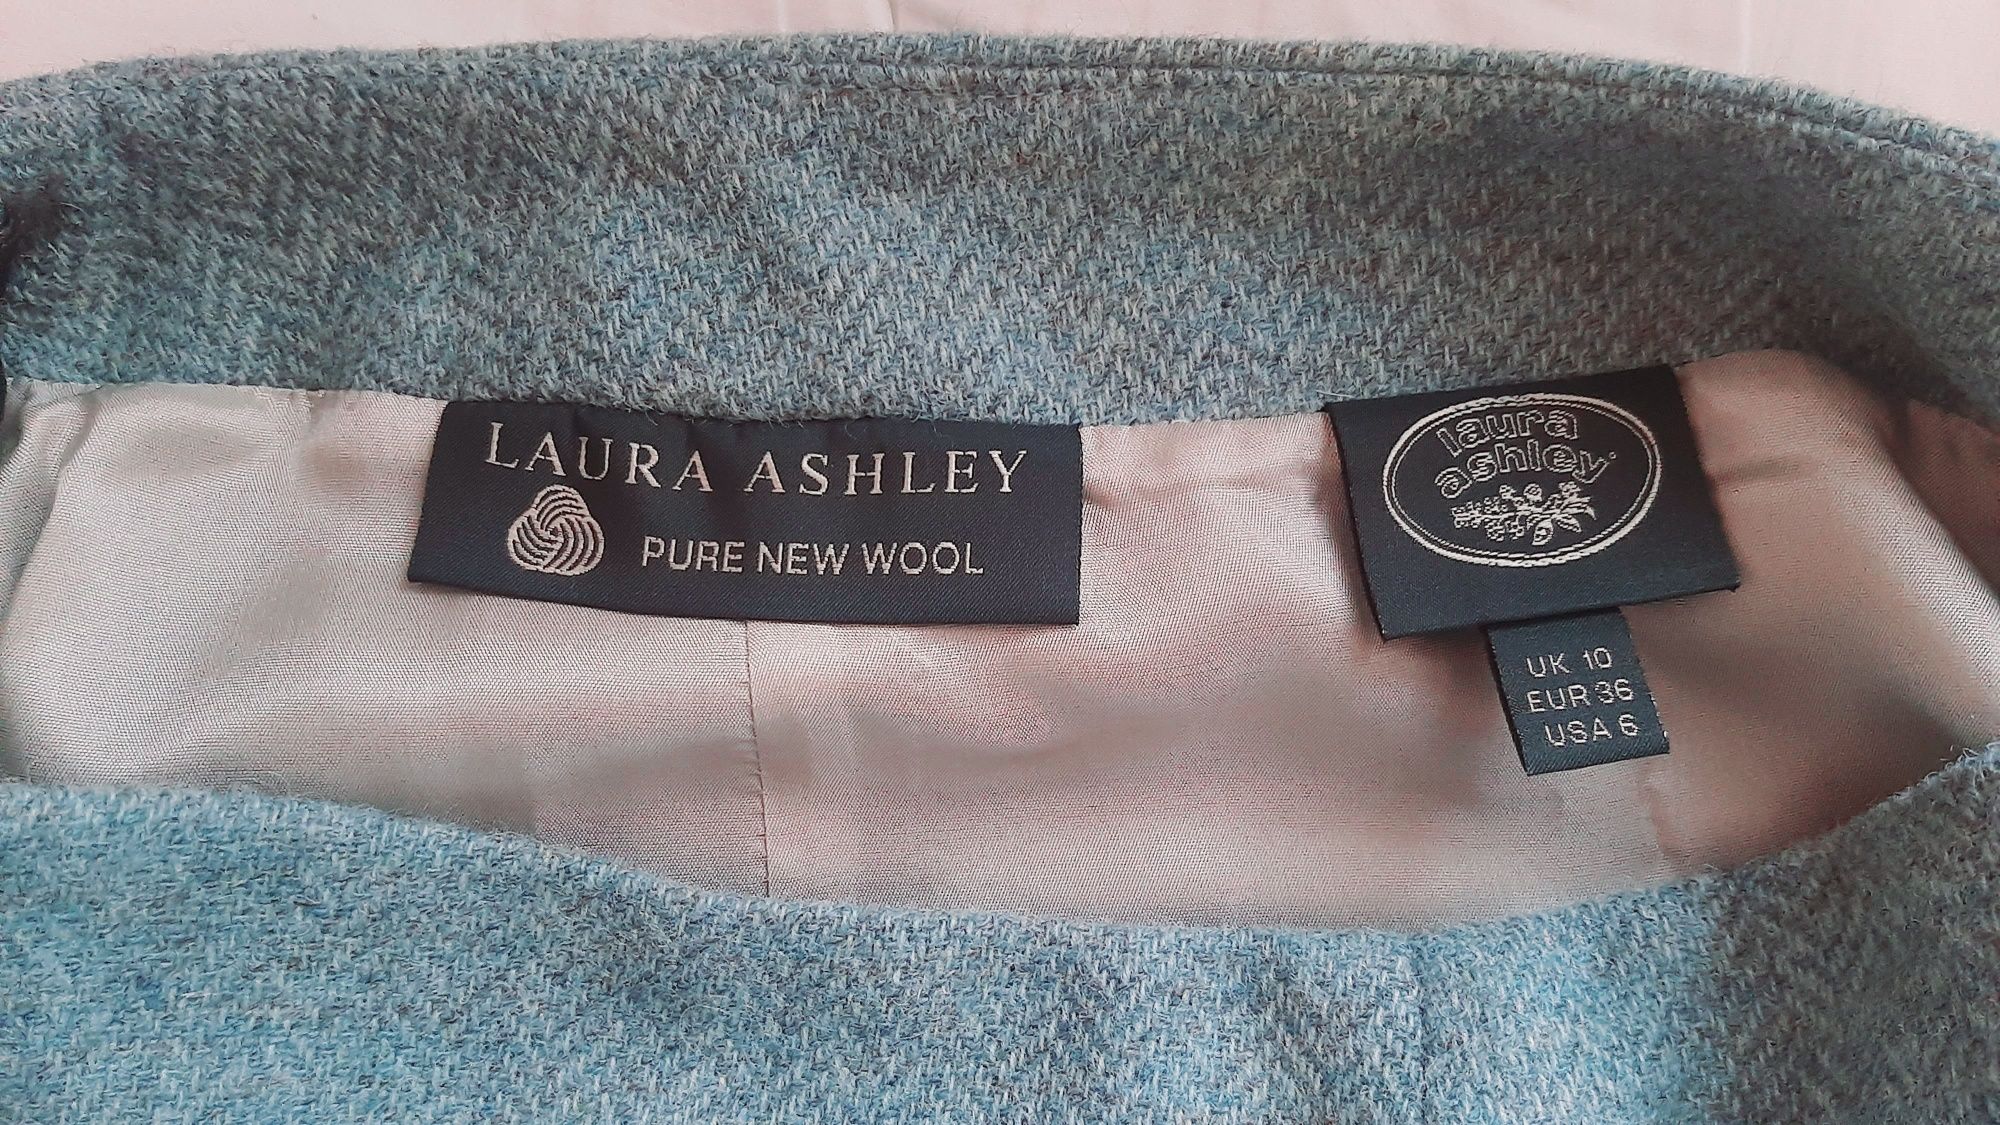 LAURA ASHLEY
PURE NEW WOOL
laura
ashley
UK 10
EUR 36
USA 6